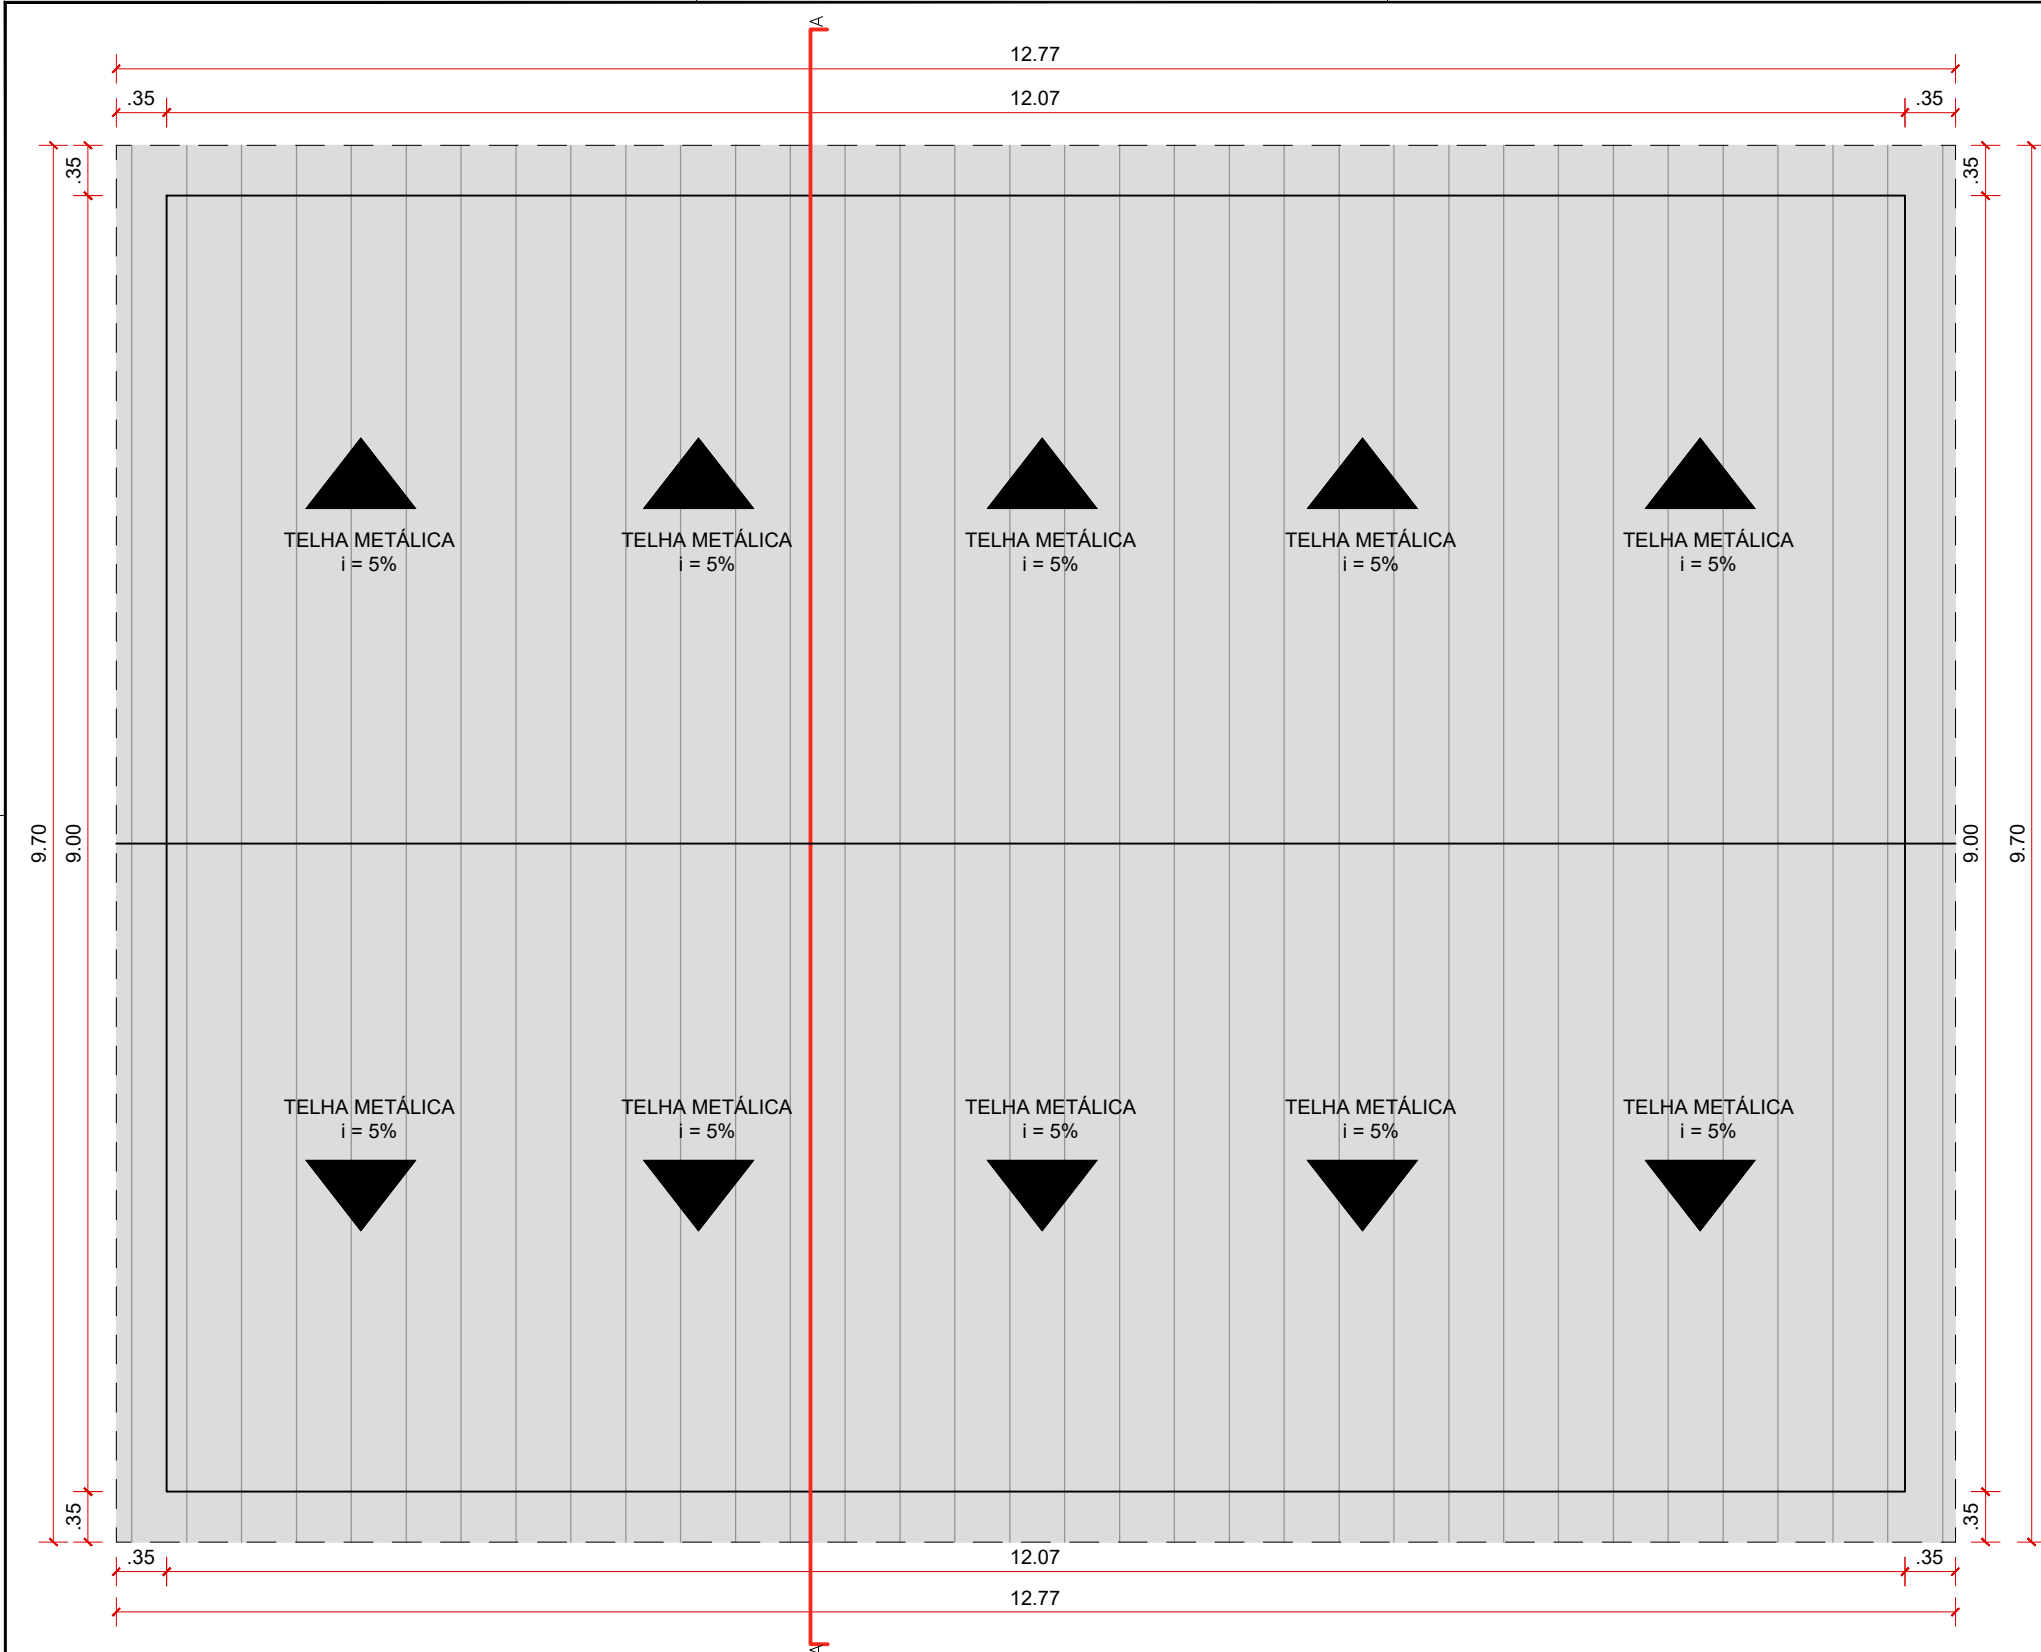 A
12.77
.35
12.07
.35
.35
.35
TELHA METÁLICA
i = 5%
TELHA METÁLICA
i = 5%
TELHA METÁLICA
i = 5%
TELHA METÁLICA
i = 5%
TELHA METÁLICA
i = 5%
9.70
9.00
9.00
9.70
TELHA METÁLICA
i = 5%
TELHA METÁLICA
i = 5%
TELHA METÁLICA
i = 5%
TELHA METÁLICA
i = 5%
TELHA METÁLICA
i = 5%
.35
.35
.35
12.07
.35
12.77
A